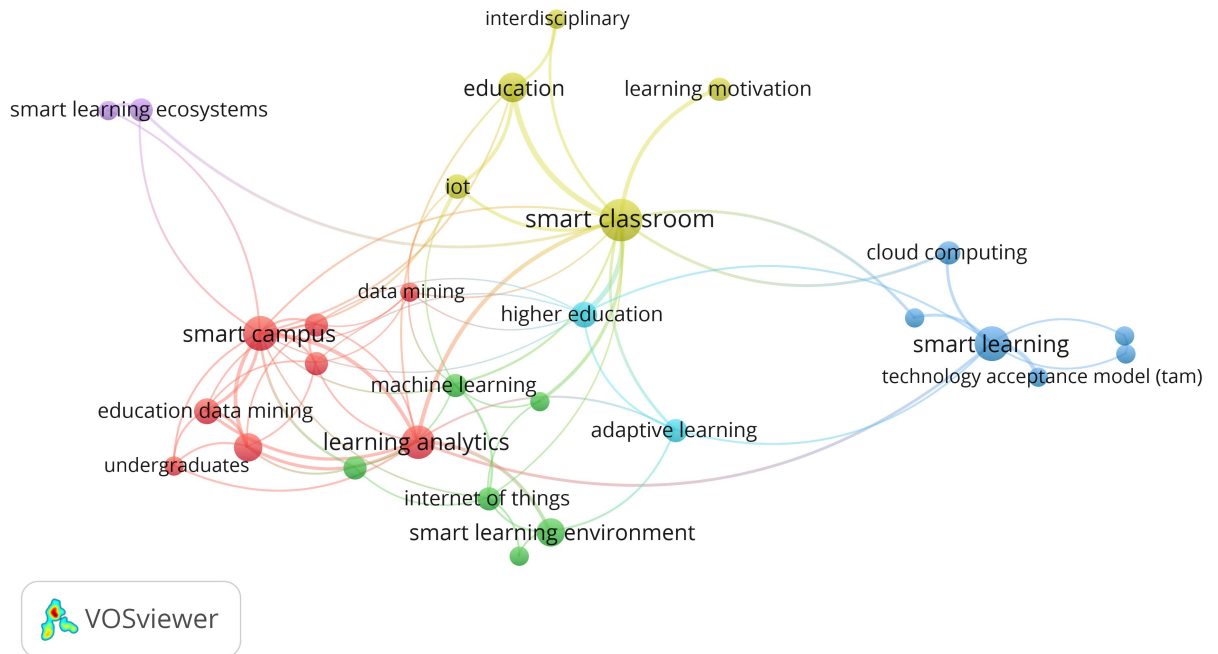 interdisciplinary
education
learning motivation
smart learning ecosystems
iot
smart classroom
cloud computing
data mining
higher education
smart campus
smart learning
technology acceptance model (tam)
machine learning
education data mining
adaptive learning
learning analytics
undergraduates
internet of things
smart learning environment
VOSviewer